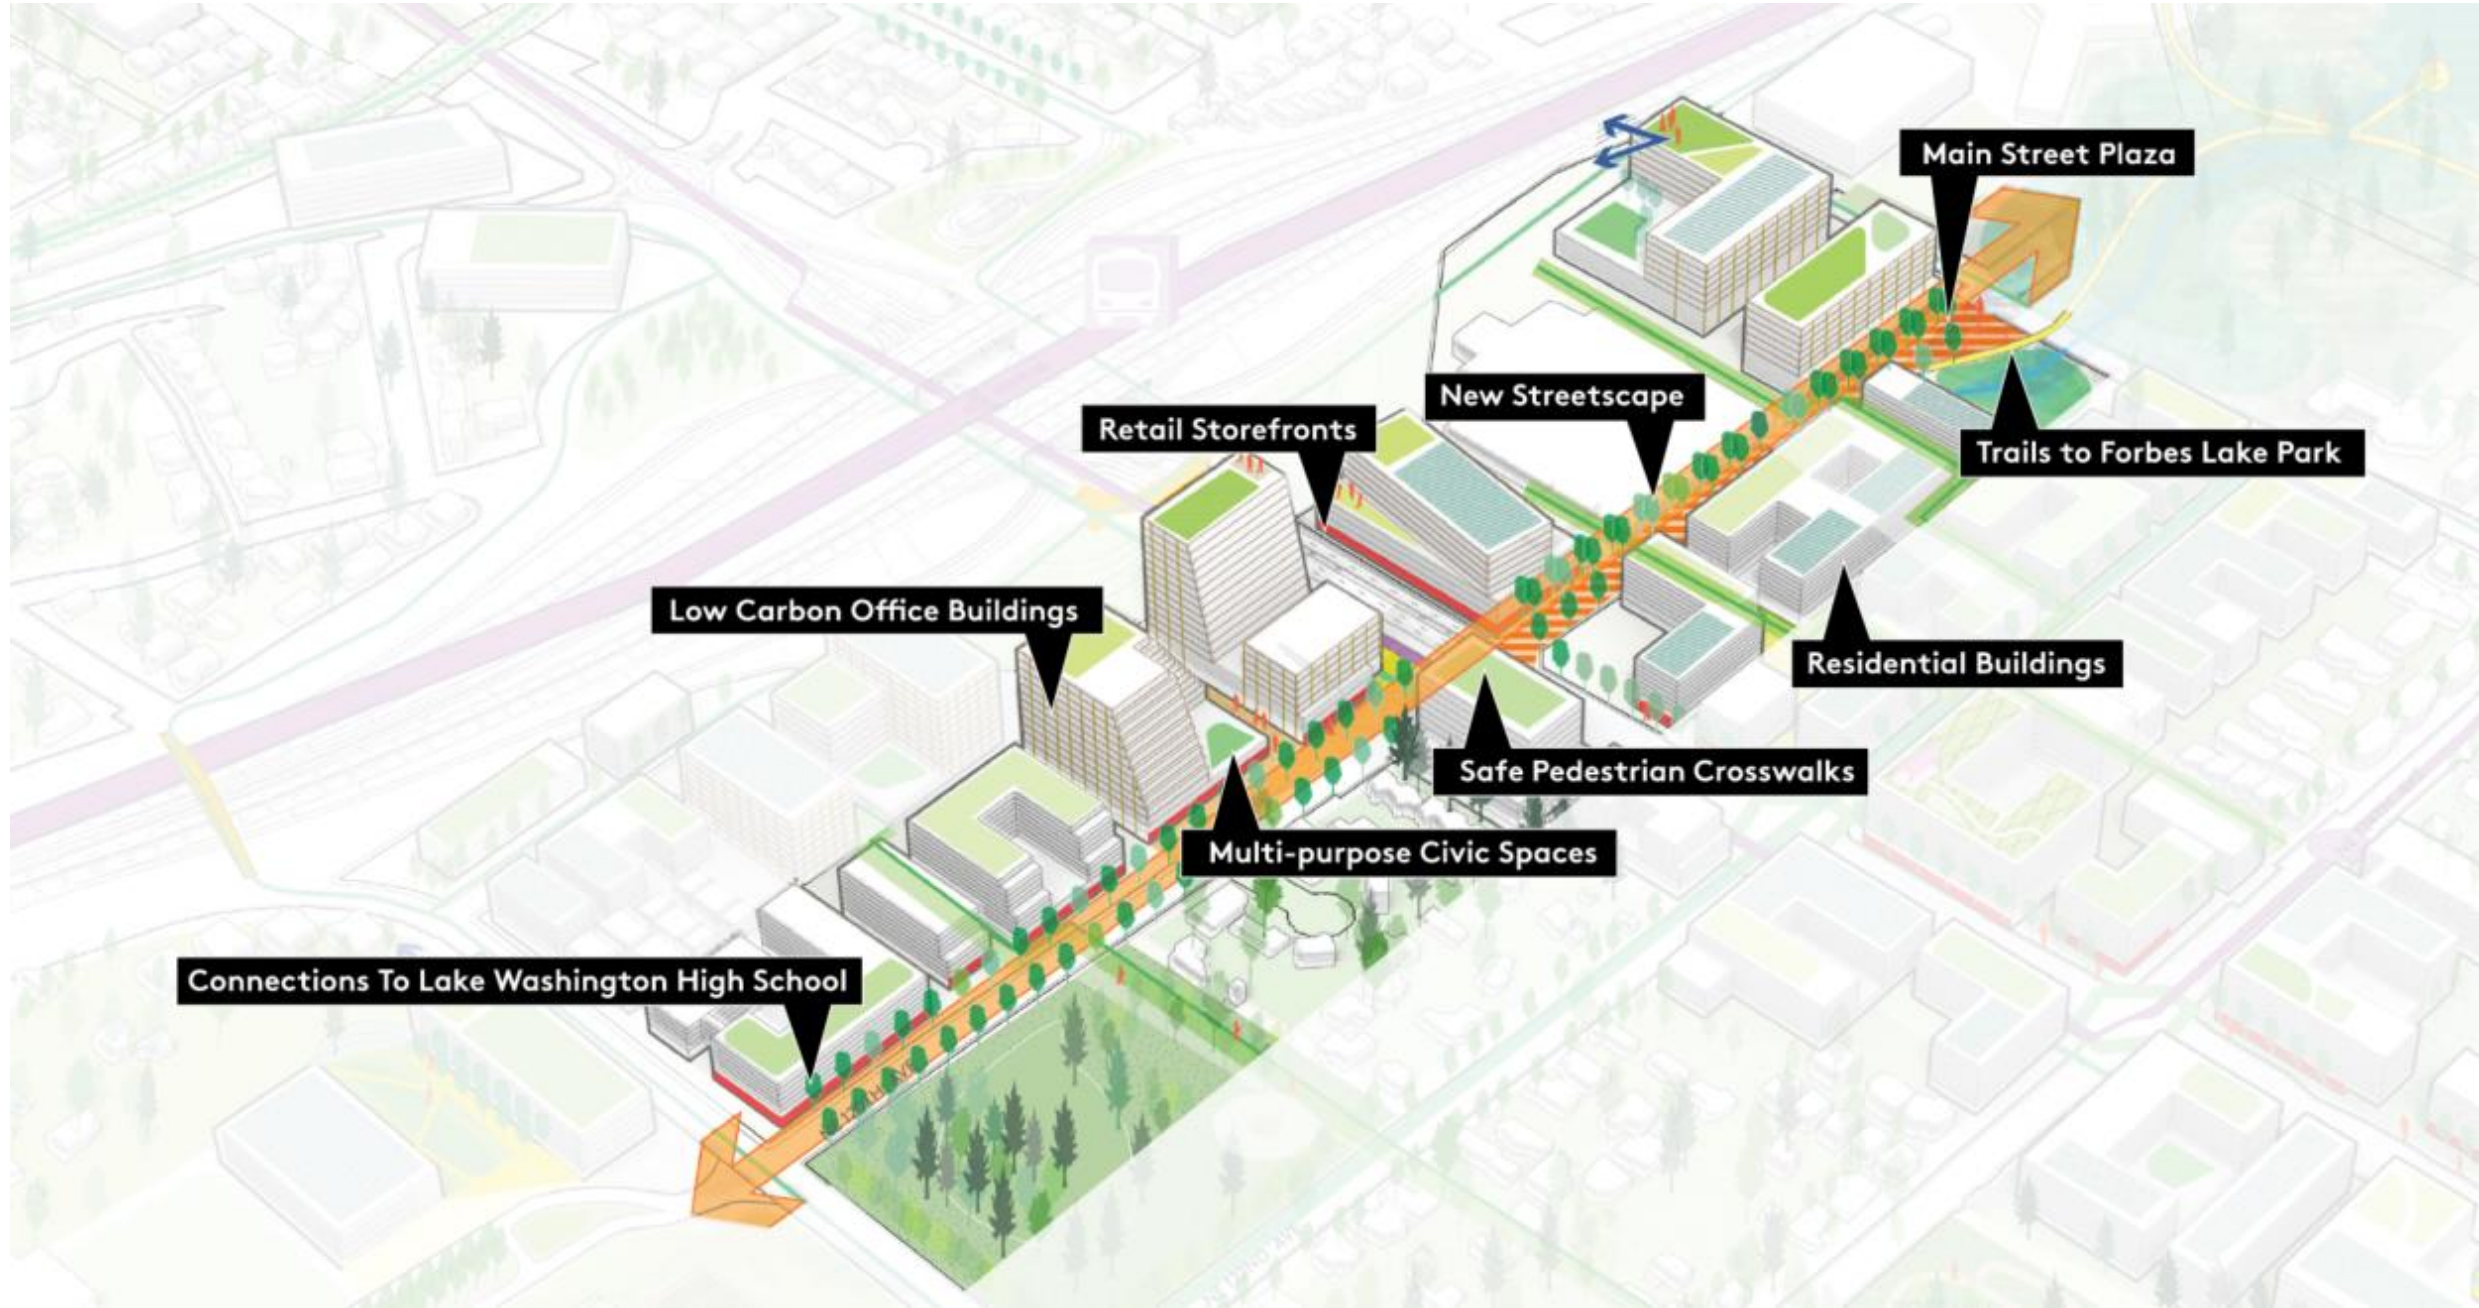 Main Street Plaza
New Streetscape
Retail Storefronts
Trails to Forbes Lake Park
Low Carbon Office Buildings
Residential Buildings
Safe Pedestrian Crosswalks
Multi-purpose Civic Spaces
Connections To Lake Washington High School